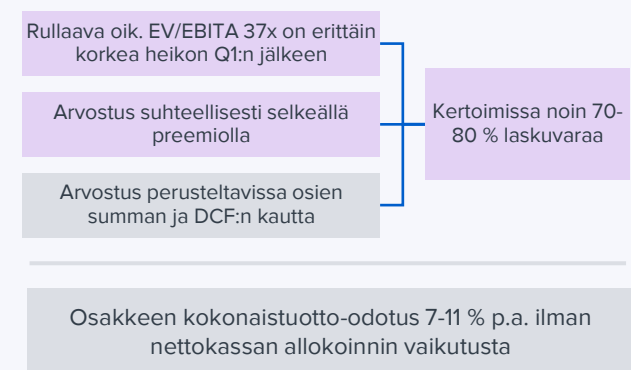 Rullaava oik. EV/EBITA 37x on erittäin
korkea heikon Q1:n jälkeen
Arvostus suhteellisesti selkeällä
preemiolla
Arvostus perusteltavissa osien
summan ja DCF:n kautta
Kertoimissa noin 70-
80 % laskuvaraa
Osakkeen kokonaistuotto-odotus 7-11 % p.a. ilman
nettokassan allokoinnin vaikutusta